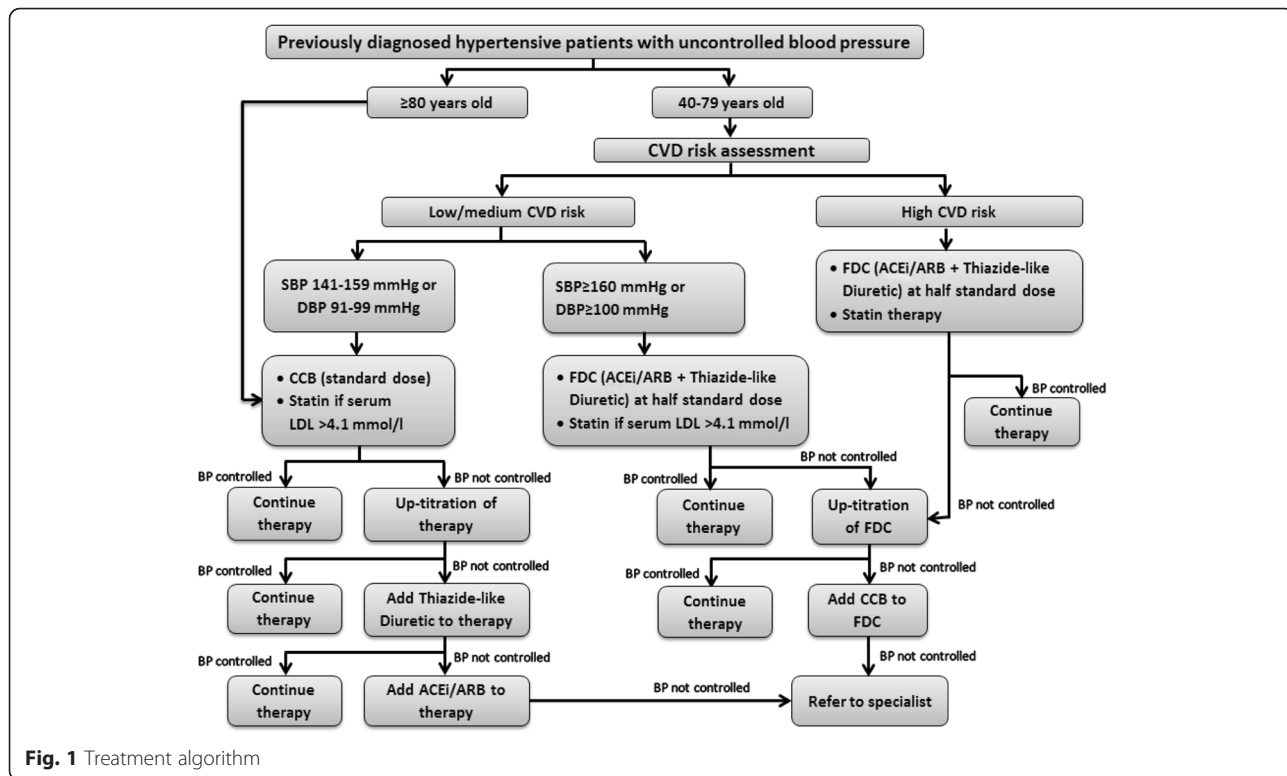 Previously diagnosed hypertensive patients with uncontrolled blood pressure
≥80 years old
40-79 years old
CVD risk assessment
Low/medium CVD risk
High CVD risk
SBP 141-159 mmHg or
DBP 91-99 mmHg
SBP≥160 mmHg or
DBP≥100 mmHg
• FDC (ACEi/ARB + Thiazide-like
Diuretic) at half standard dose
• Statin therapy
• CCB (standard dose)
• Statin if serum
LDL >4.1 mmol/l
• FDC (ACEi/ARB + Thiazide-like
Diuretic) at half standard dose
• Statin if serum LDL >4.1 mmol/l
BP controlled
Continue
therapy
BP controlled
BP not controlled
Continue
therapy
Up-titration of
therapy
BP controlled
BP not controlled
Continue
therapy
Up-titration
of FDC
BP not controlled
BP controlled
BP not controlled
Continue
therapy
Add Thiazide-like
Diuretic to therapy
BP controlled
BP not controlled
Continue
therapy
Add CCB to
FDC
BP controlled
BP not controlled
Continue
therapy
Add ACEi/ARB to
therapy
BP not controlled
BP not controlled
Refer to specialist
Fig. 1 Treatment algorithm